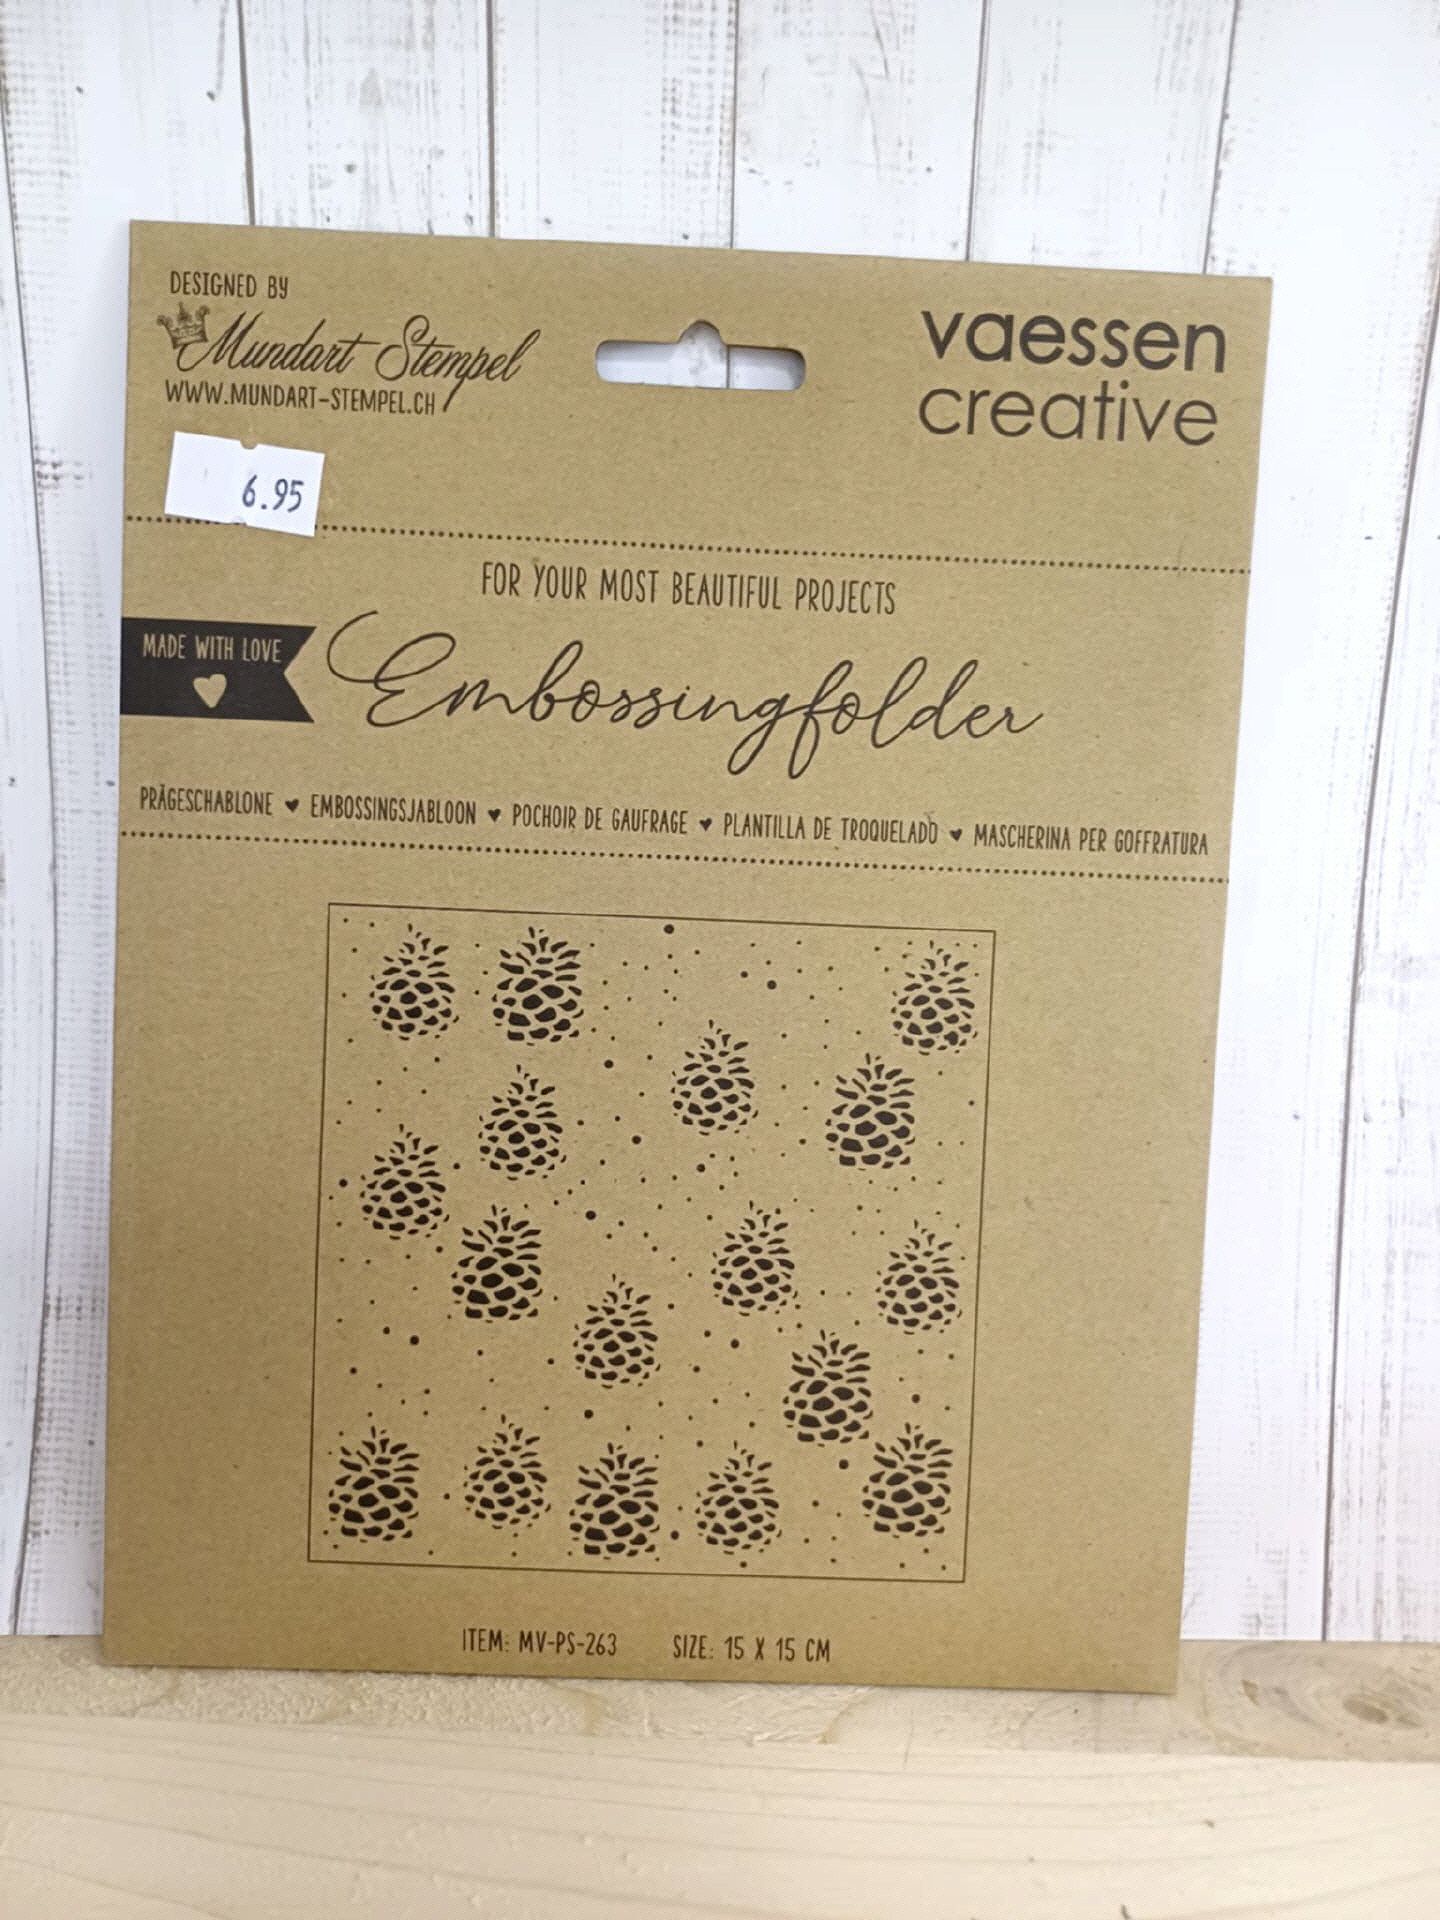 DESIGNED BY
Mundart Stempel
WWW.MUNDART-STEMPEL.CH
vaessen
creative
6.95
FOR YOUR MOST BEAUTIFUL PROJECTS
MADE WITH LOVE
Embossingfolder
PRÄGESCHABLONE ♥ EMBOSSINGSJABLOON ♥ POCHOIR DE GAUFRAGE ♥ PLANTILLA DE TROQUELADO ♥ MASCHERINA PER GOFFRATURA
ITEM: MV-PS-263 SIZE: 15 X 15 CM